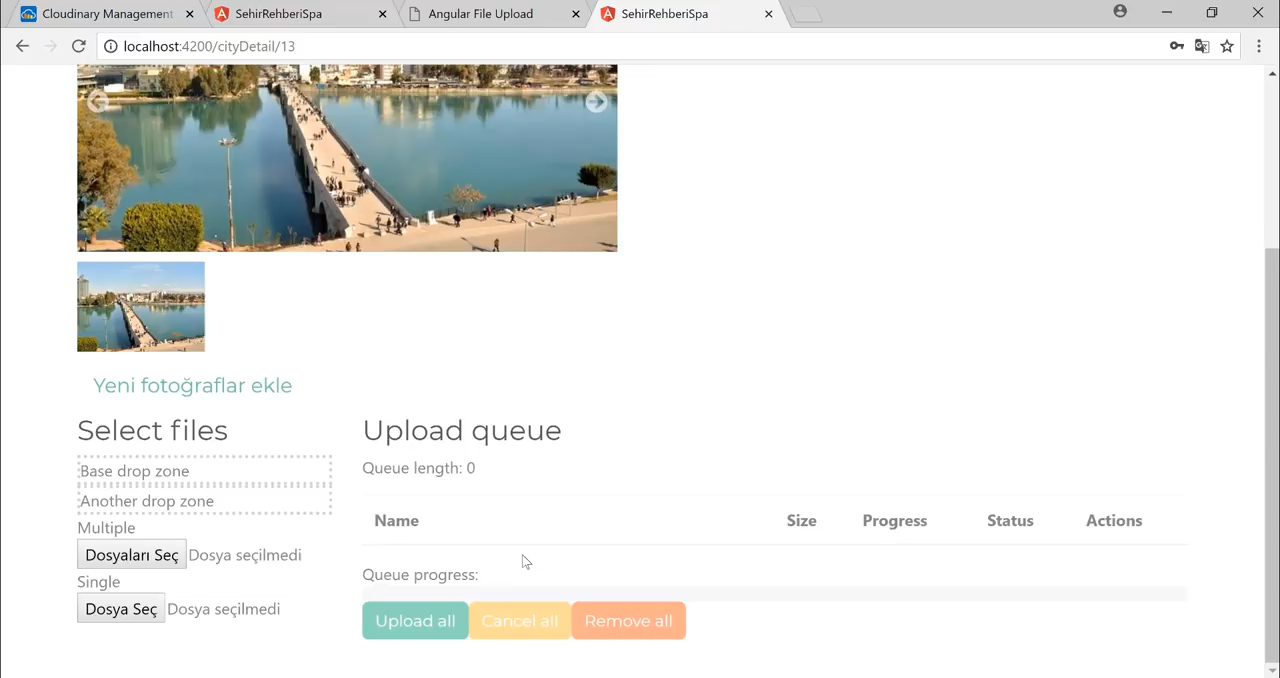 Cloudinary Management
SehirRehberiSpa
Angular File Upload
SehirRehberiSpa
localhost:4200/cityDetail/13
Yeni fotoğraflar ekle
Select files
Base drop zone
Another drop zone
Multiple
Dosyaları Seç Dosya seçilmedi
Single
Dosya Seç Dosya seçilmedi
Upload queue
Queue length: 0
Name Size Progress Status Actions
Queue progress:
Upload all Cancel all Remove all